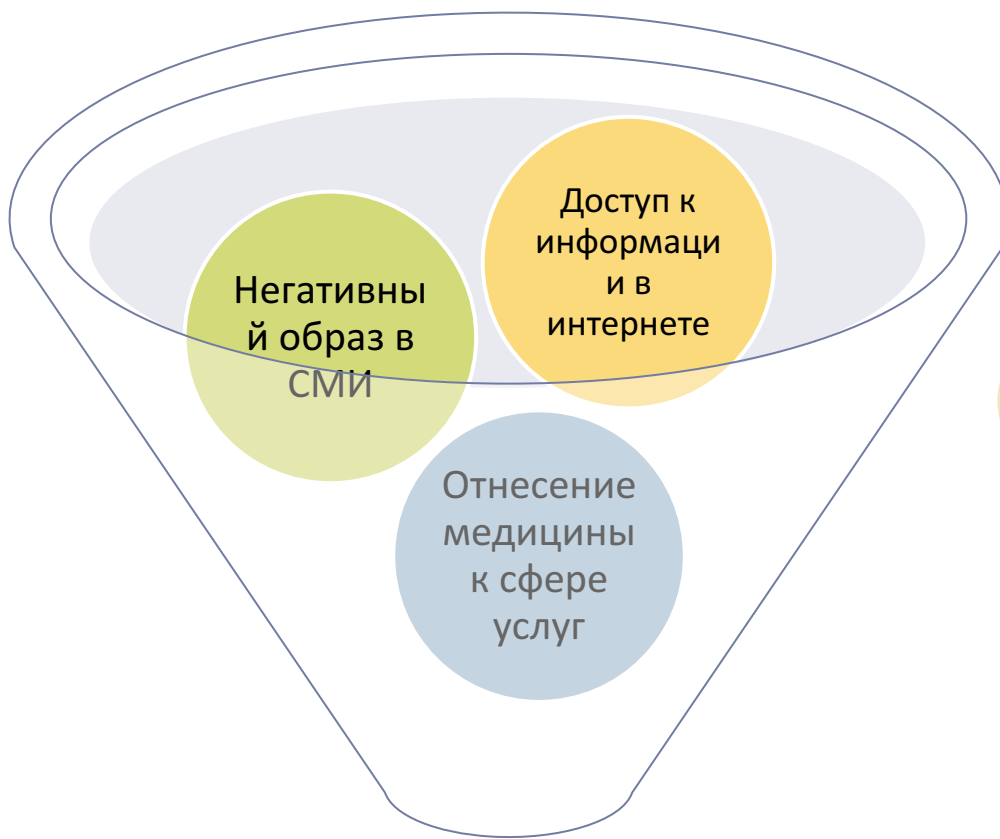 Доступ к
информаци
и в
интернете
Негативны
й образ в
СМИ
Отнесение
медицины
к сфере
услуг